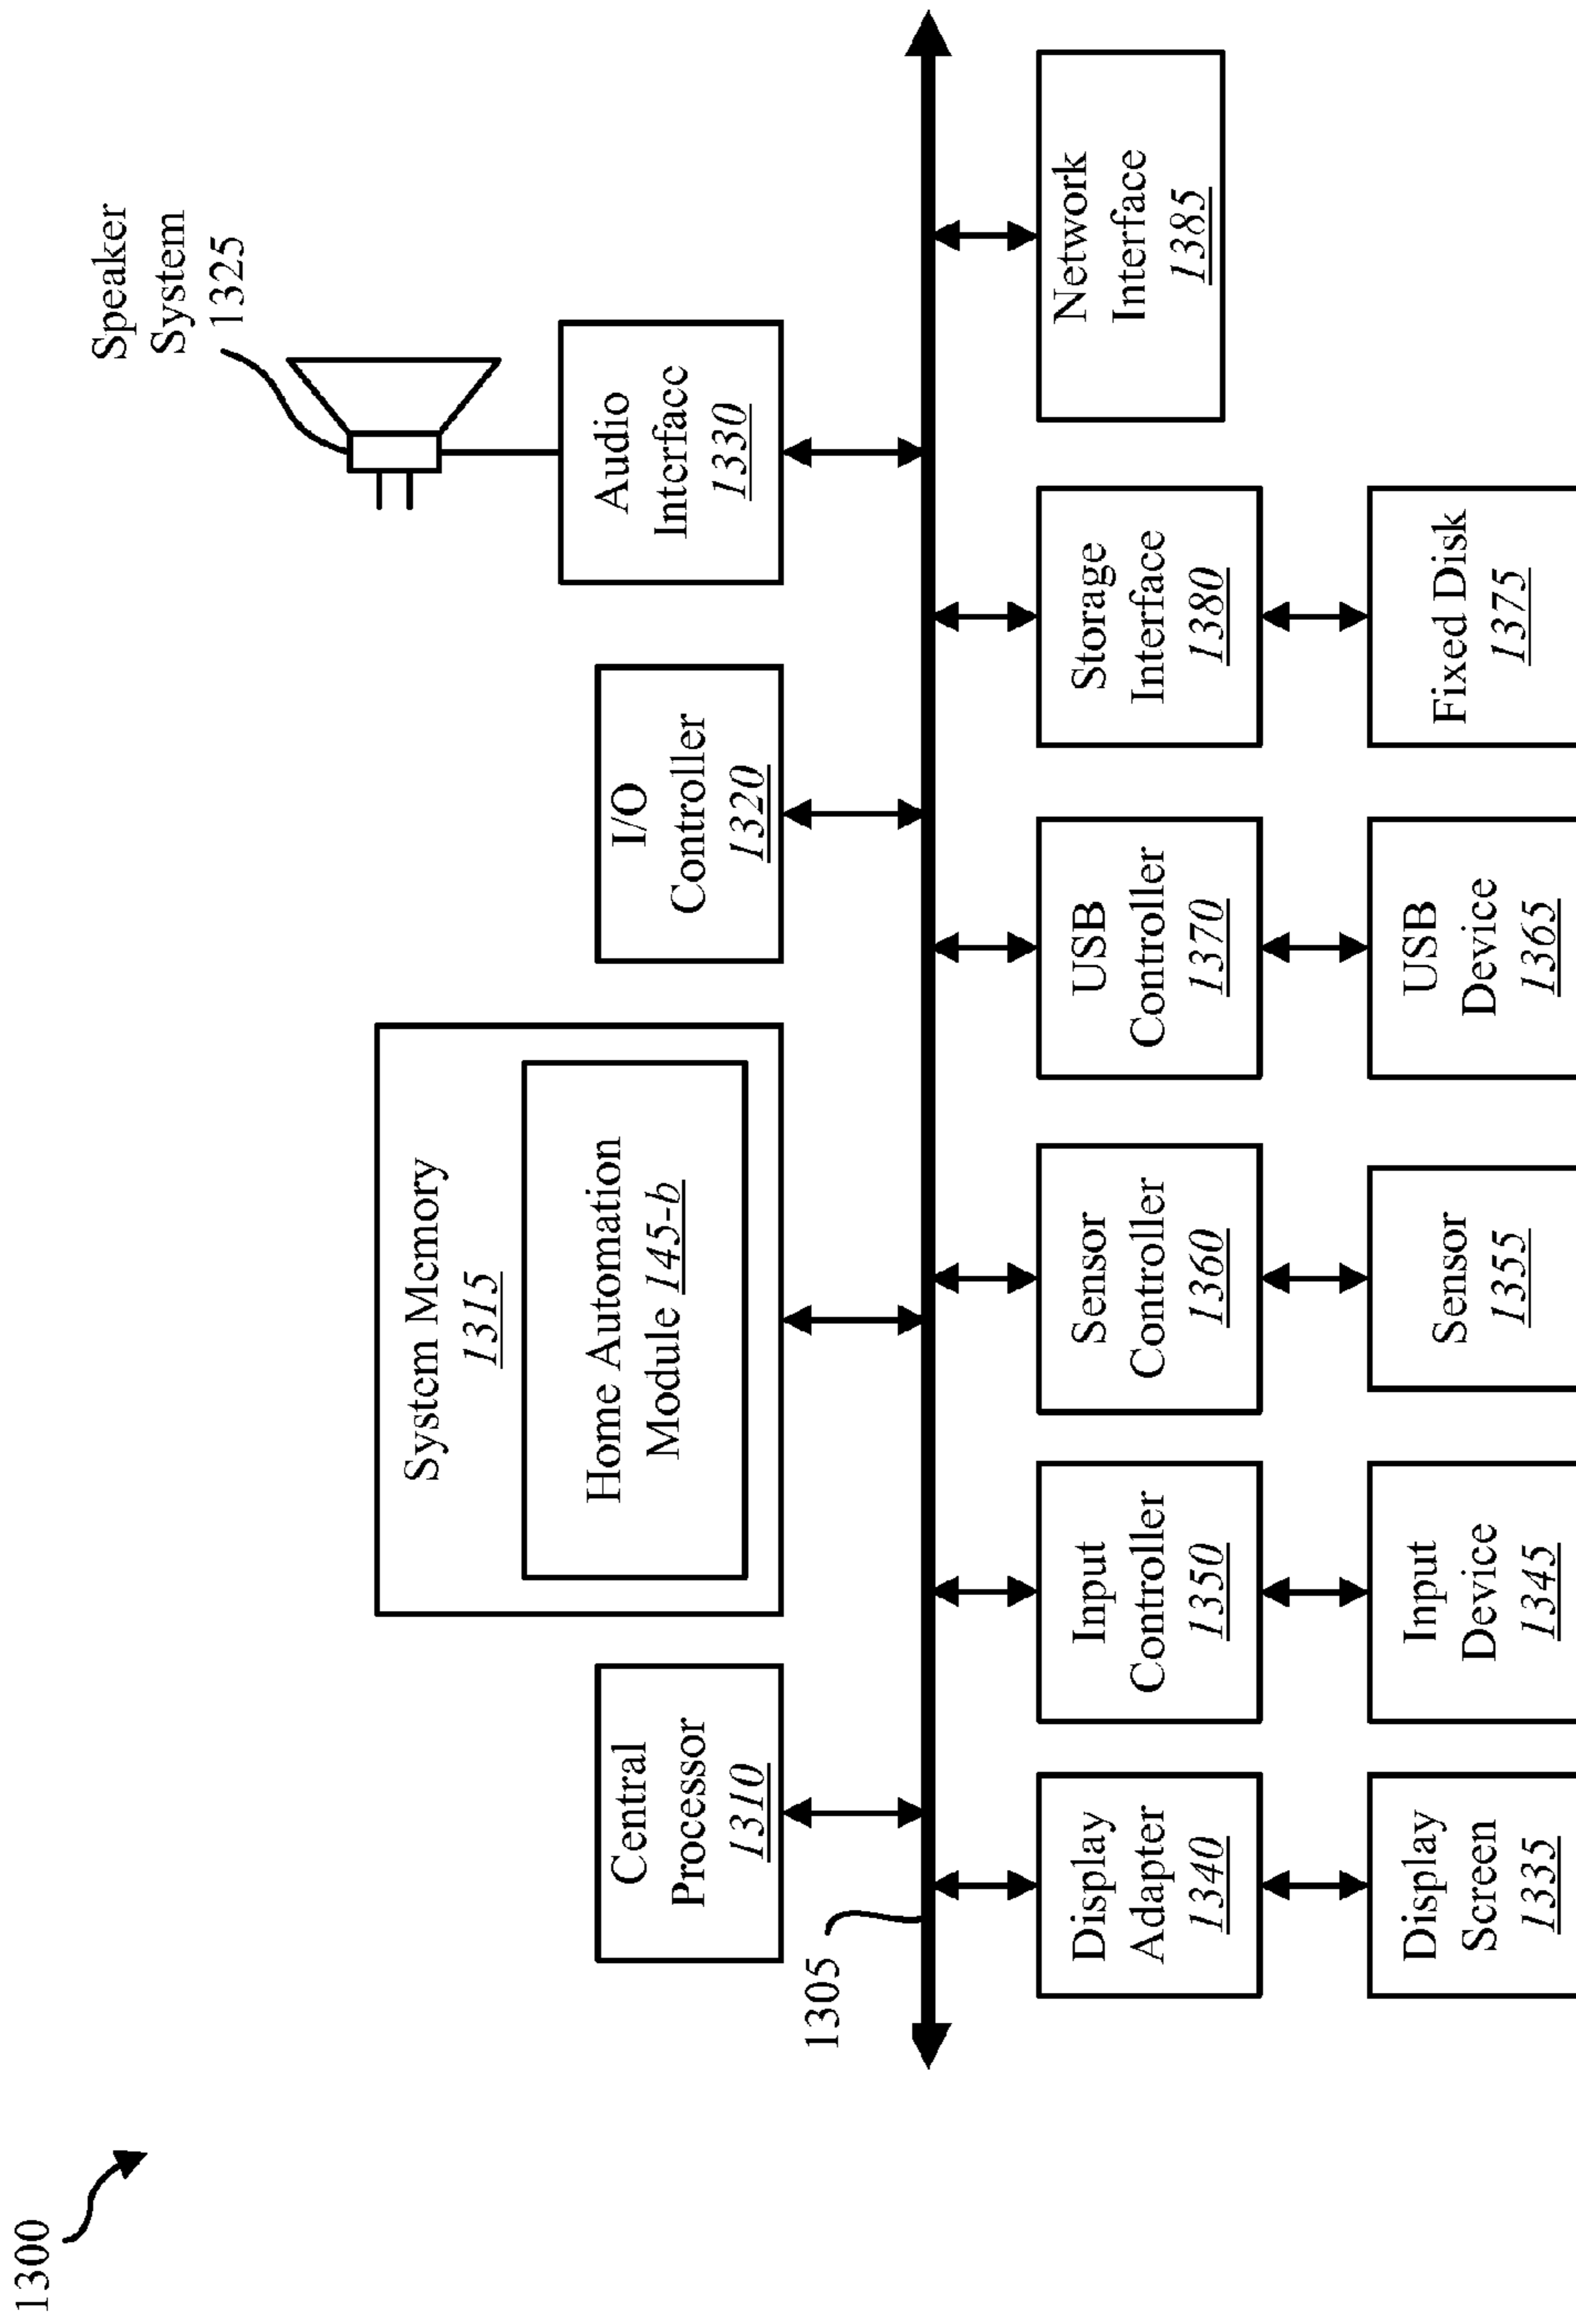 1300
Speaker
System
1325
Central
Processor
1310
System Memory
1315
Home Automation
Module 145-b
I/O
Controller
1320
Audio
Interface
1330
1305
Display
Adapter
1340
Input
Controller
1350
Sensor
Controller
1360
USB
Controller
1370
Storage
Interface
1380
Network
Interface
1385
Display
Screen
1335
Input
Device
1345
Sensor
1355
USB
Device
1365
Fixed Disk
1375